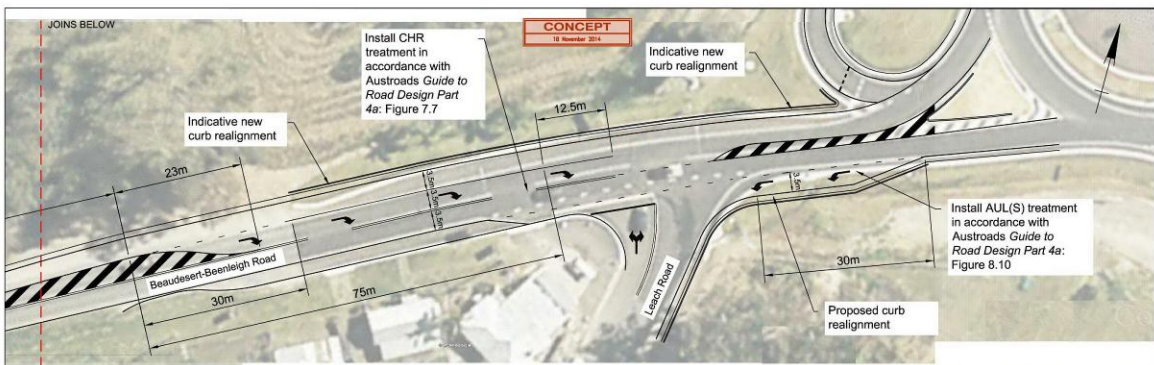 JOINS BELOW
CONCEPT
18 November 2014
Install CHR
treatment in
accordance with
Austroads Guide to
Road Design Part
4a: Figure 7.7
Indicative new
curb realignment
12.5m
Indicative new
curb realignment
23m
3.5m
3.5m
3.5m
3.5m
Beaudesert-Beenleigh Road
30m
75m
Leach Road
30m
Install AUL(S) treatment
in accordance with
Austroads Guide to
Road Design Part 4a:
Figure 8.10
Proposed curb
realignment